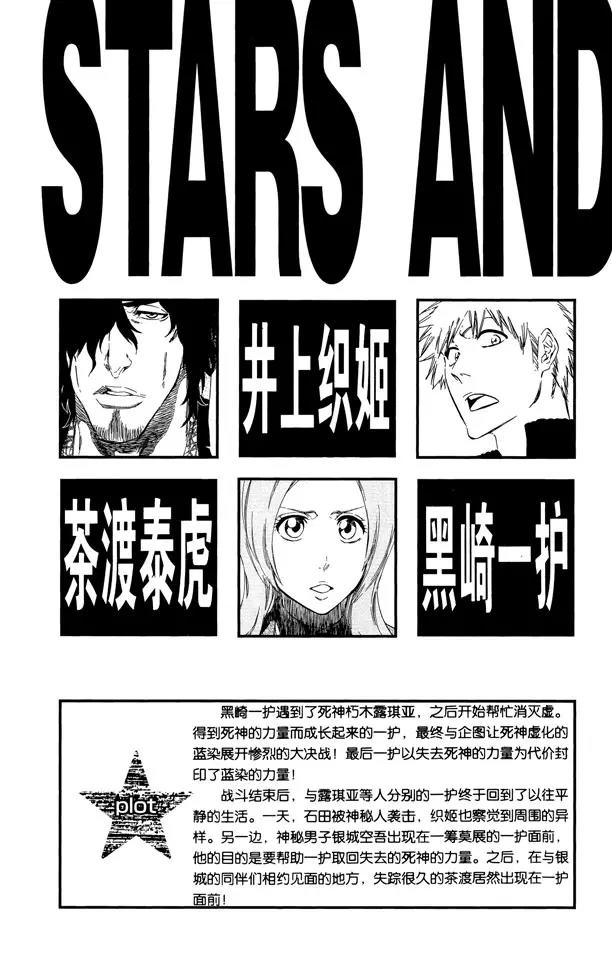 STARS AND
井上织姬
茶渡泰虎
黑崎一护
plot
黑崎一护遇到了死神朽木露琪亚，之后开始帮忙消灭虚。
得到死神的力量而成长起来的一护，最终与企图让死神虚化的
蓝染展开惨烈的大决战！最后一护以失去死神的力量为代价封
印了蓝染的力量！
战斗结束后，与露琪亚等人分别的一护终于回到了以往平
静的生活。一天，石田被神秘人袭击，织姬也察觉到周围的异
样。另一边，神秘男子银城空吾出现在一筹莫展的一护面前，
他的目的是要帮助一护取回失去的死神的力量。之后，在与银
城的同伴们相约见面的地方，失踪很久的茶渡居然出现在一护
面前！